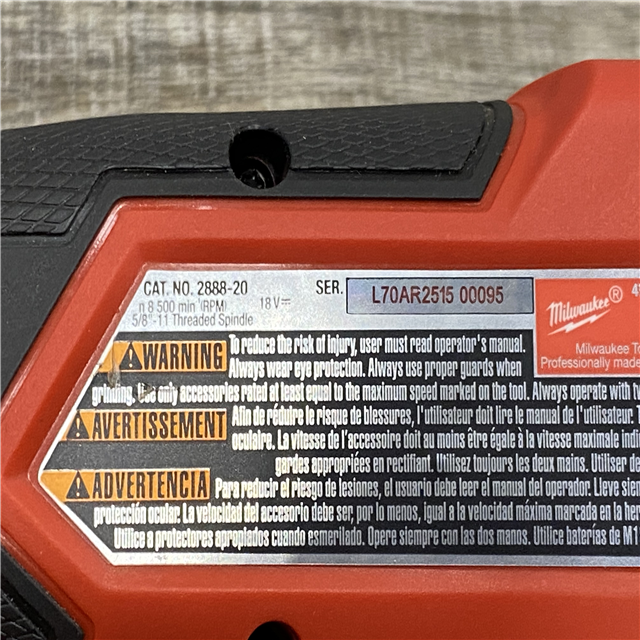 CAT. NO. 2888-20
SER. L70AR2515 00095
n 8 500 min (RPM) 18V
5/8"-11 Threaded Spindle
Milwaukee®
Milwaukee To
Professionally made
WARNING To reduce the risk of injury, user must read operator's manual.
Always wear eye protection. Always use proper guards when
grinding. Use only accessories rated at least equal to the maximum speed marked on the tool. Always operate with
AVERTISSEMENT Afin de réduire le risque de blessures, l'utilisateur doit lire le manuel de l'utilisateur.
oculaire. La vitesse de l'accessoire doit au moins être égale à la vitesse maximale
gardes appropriées en rectifiant. Utilisez toujours les deux mains. Utiliser
ADVERTENCIA Para reducir el riesgo de lesiones, el usuario debe leer el manual del operador. Lleve
protección ocular. La velocidad del accesorio debe ser, por lo menos, igual a la velocidad máxima marcada en la
Utilice a protectores apropiados cuando esmerilado. Opere siempre con las dos manos. Utilice baterías de M1